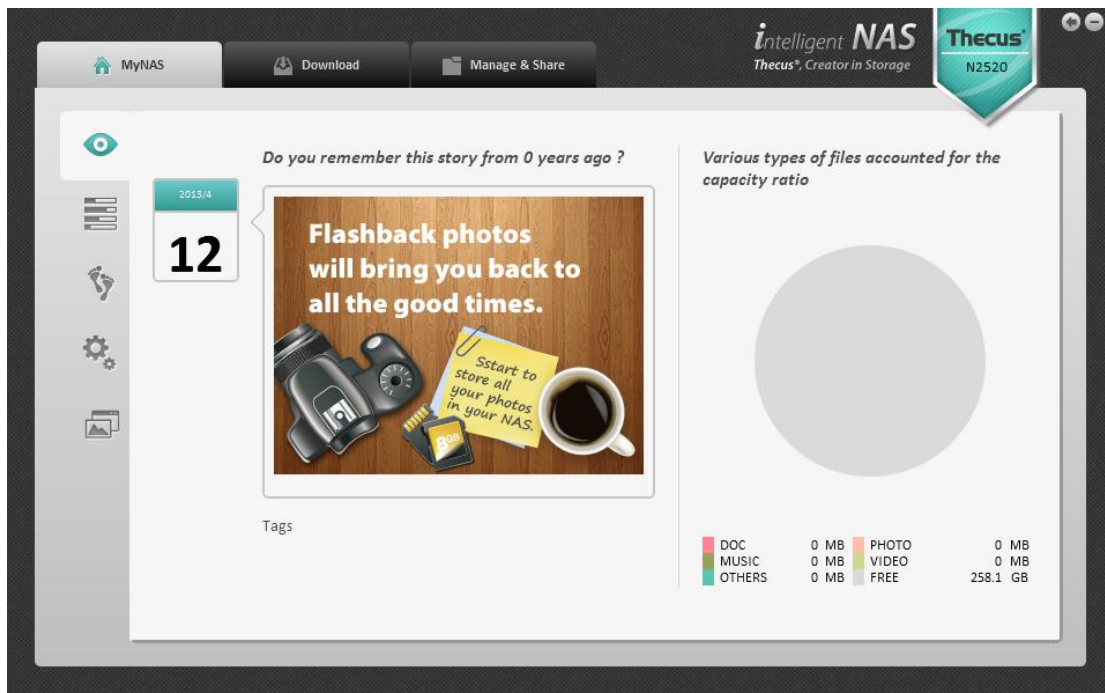 intelligent NAS
Thecus®, Creator in Storage
Thecus®
N2520
MyNAS
Download
Manage & Share
2013/4
12
Do you remember this story from 0 years ago ?
Flashback photos
will bring you back to
all the good times.
Sstart to
store all
your photos
in your NAS.
8GB
Tags
Various types of files accounted for the
capacity ratio
DOC 0 MB PHOTO 0 MB
MUSIC 0 MB VIDEO 0 MB
OTHERS 0 MB FREE 258.1 GB